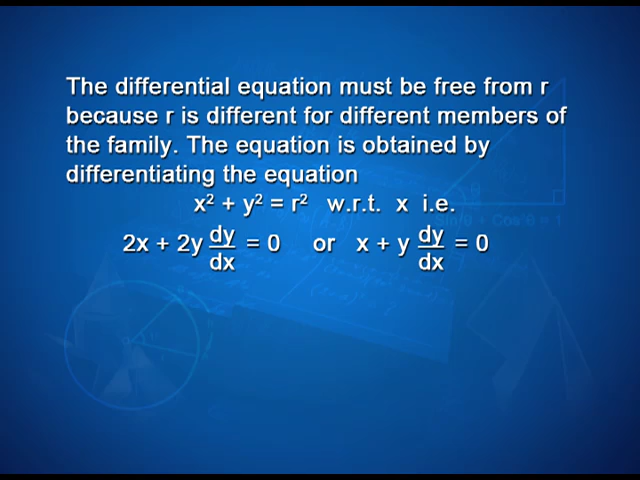 The differential equation must be free from r
because r is different for different members of
the family. The equation is obtained by
differentiating the equation
x² + y² = r² w.r.t. x i.e.
2x + 2y dy/dx = 0 or x + y dy/dx = 0